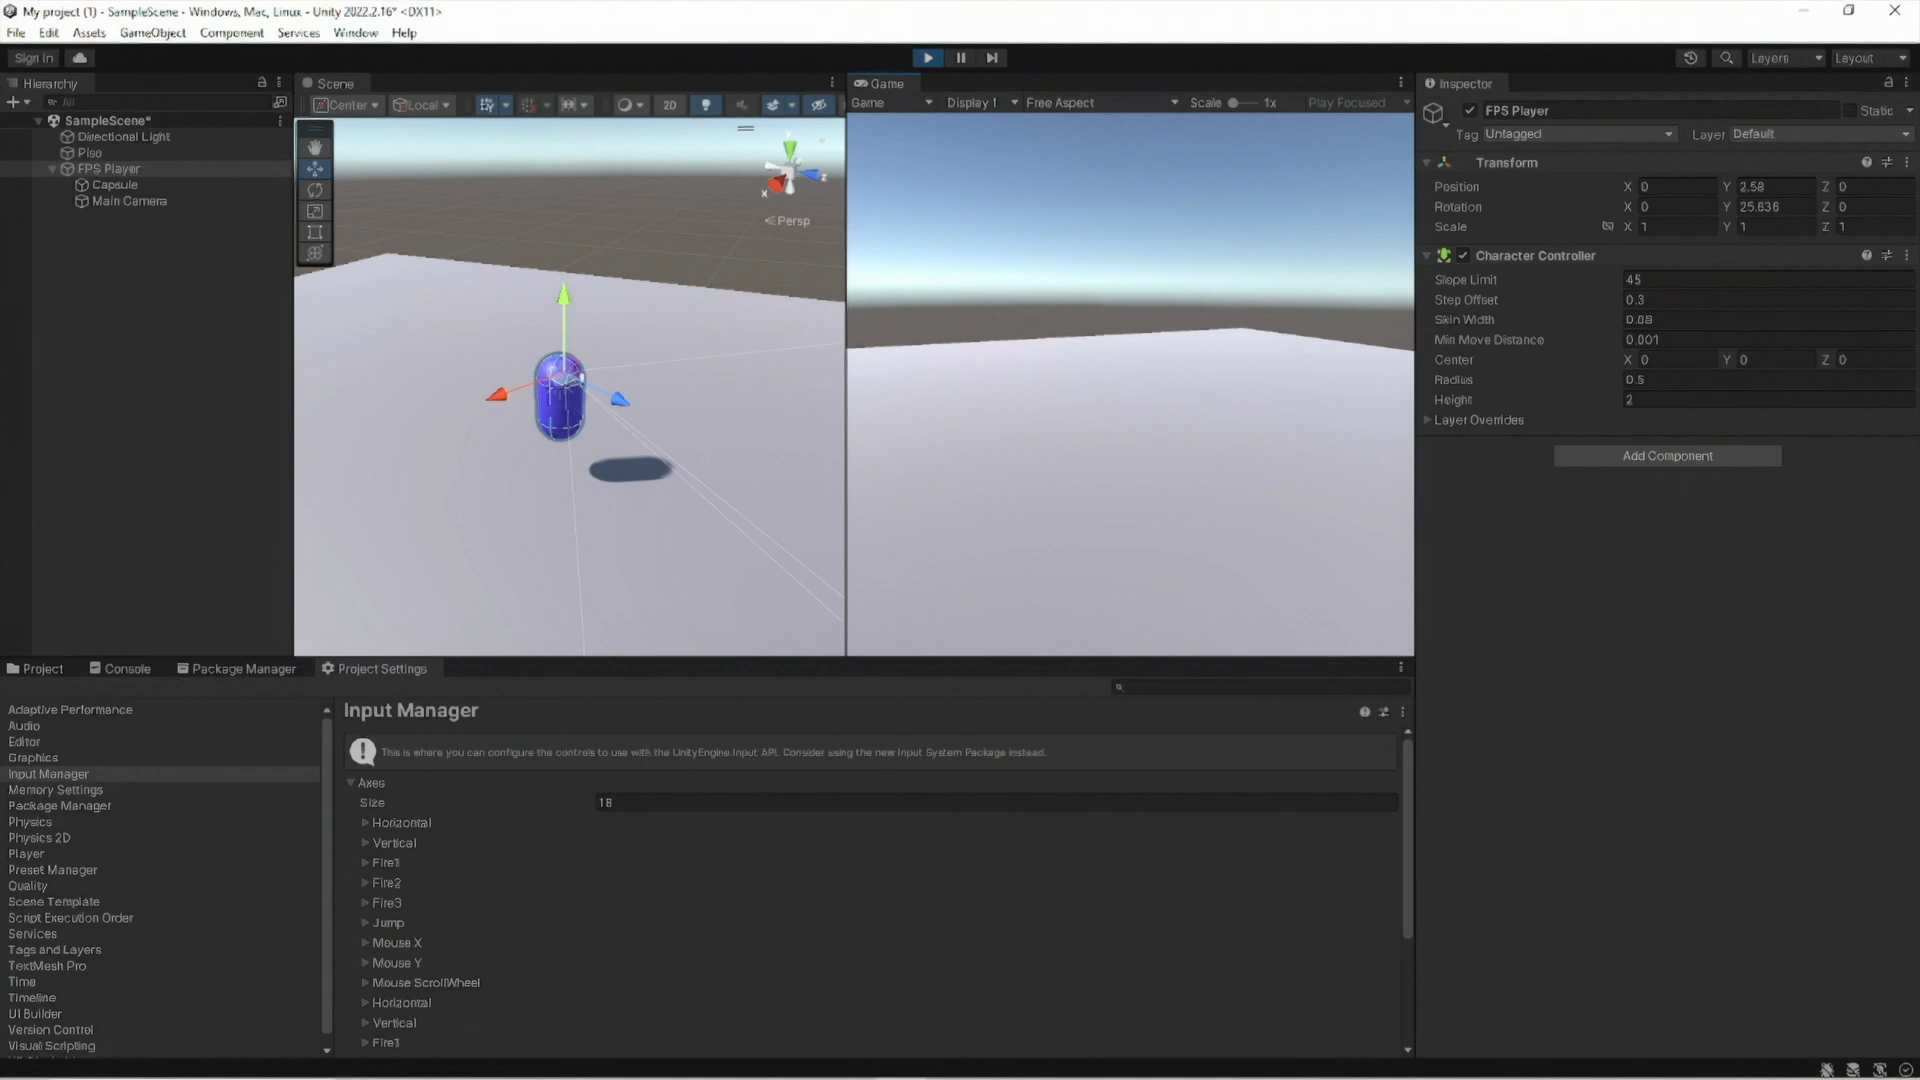 My project (1) - SampleScene - Windows, Mac, Linux - Unity 2022.2.16* <DX11>
File Edit Assets GameObject Component Services Window Help
Sign in
Layers Layout
Hierarchy
All
SampleScene*
Directional Light
Piso
FPS Player
Capsule
Main Camera
Scene
Center Local 2D
y
x
z
Persp
Game
Game Display 1 Free Aspect Scale 1x Play Focused
Inspector
FPS Player Static
Tag Untagged Layer Default
Transform
Position X 0 Y 2.58 Z 0
Rotation X 0 Y 25.636 Z 0
Scale X 1 Y 1 Z 1
Character Controller
Slope Limit 45
Step Offset 0.3
Skin Width 0.08
Min Move Distance 0.001
Center X 0 Y 0 Z 0
Radius 0.5
Height 2
Layer Overrides
Add Component
Project Console Package Manager Project Settings
Adaptive Performance
Audio
Editor
Graphics
Input Manager
Memory Settings
Package Manager
Physics
Physics 2D
Player
Preset Manager
Quality
Scene Template
Script Execution Order
Services
Tags and Layers
TextMesh Pro
Time
Timeline
UI Builder
Version Control
Visual Scripting
Input Manager
This is where you can configure the controls to use with the UnityEngine.Input API. Consider using the new Input System Package instead.
Axes
Size 18
Horizontal
Vertical
Fire1
Fire2
Fire3
Jump
Mouse X
Mouse Y
Mouse ScrollWheel
Horizontal
Vertical
Fire1